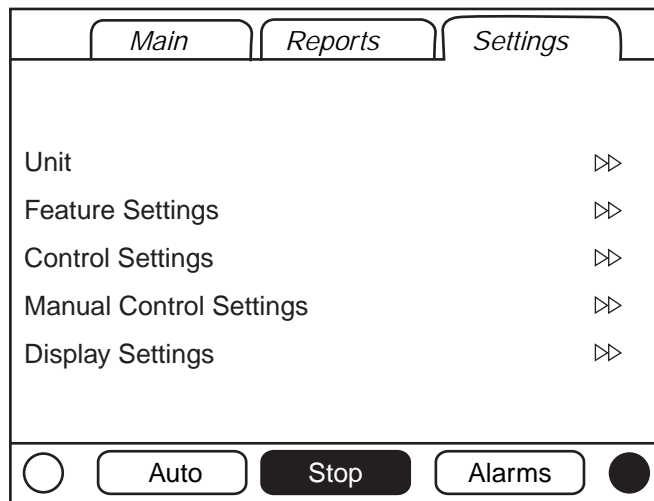 Main Reports Settings
Unit
Feature Settings
Control Settings
Manual Control Settings
Display Settings
Auto Stop Alarms